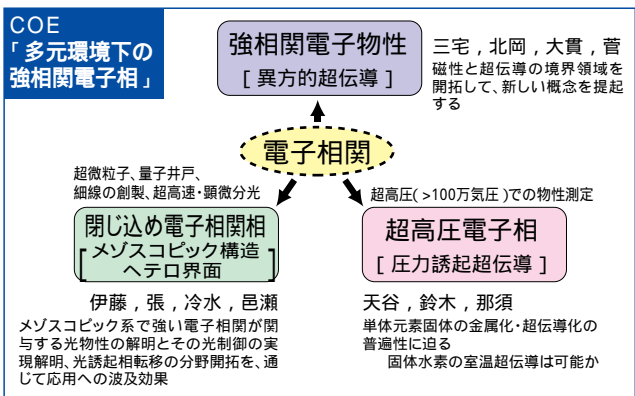 COE
「多元環境下の
強相関電子相」
強相関電子物性
[ 異方的超伝導 ]
三宅 , 北岡 , 大貫 , 菅
磁性と超伝導の境界領域を
開拓して、新しい概念を提起
する
電子相関
超微粒子、量子井戸、
細線の創製、超高速・顕微分光
閉じ込め電子相関相
[メゾスコピック構造
ヘテロ界面]
伊藤 , 張 , 冷水 , 邑瀬
メゾスコピック系で強い電子相関が関
与する光物性の解明とその光制御の実
現解明、光誘起相転移の分野開拓を、通
じて応用への波及効果
超高圧( >100万気圧 )での物性測定
超高圧電子相
[ 圧力誘起超伝導 ]
天谷 , 鈴木 , 那須
単体元素固体の金属化・超伝導化の
普遍性に迫る
固体水素の室温超伝導は可能か